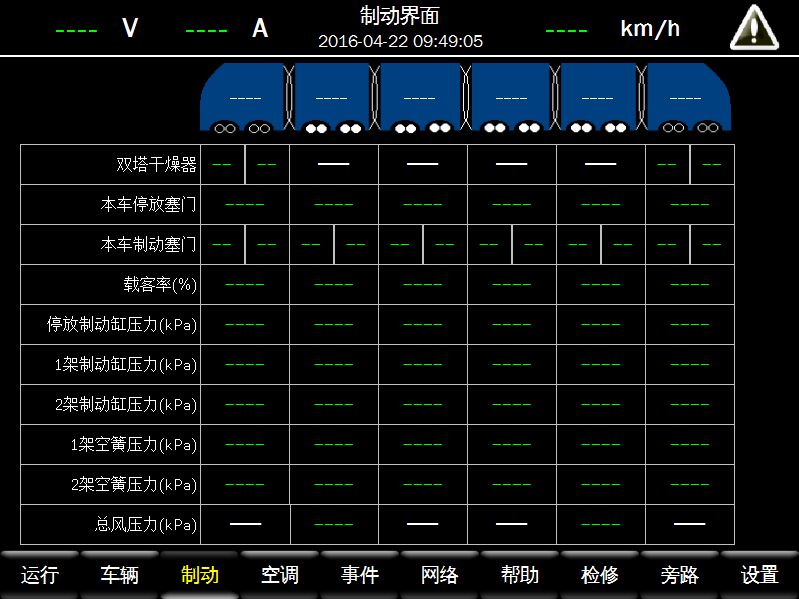 ---- V ---- A 制动界面 ---- km/h
2016-04-22 09:49:05
---- ---- ---- ---- ---- ----
双塔干燥器 -- -- —— —— —— —— -- --
本车停放塞门 ---- ---- ---- ---- ---- ----
本车制动塞门 -- -- -- -- -- -- -- -- -- -- -- --
载客率(%) ---- ---- ---- ---- ---- ----
停放制动缸压力(kPa) ---- ---- ---- ---- ---- ----
1架制动缸压力(kPa) ---- ---- ---- ---- ---- ----
2架制动缸压力(kPa) ---- ---- ---- ---- ---- ----
1架空簧压力(kPa) ---- ---- ---- ---- ---- ----
2架空簧压力(kPa) ---- ---- ---- ---- ---- ----
总风压力(kPa) —— ---- —— —— ---- ——
运行 车辆 制动 空调 事件 网络 帮助 检修 旁路 设置